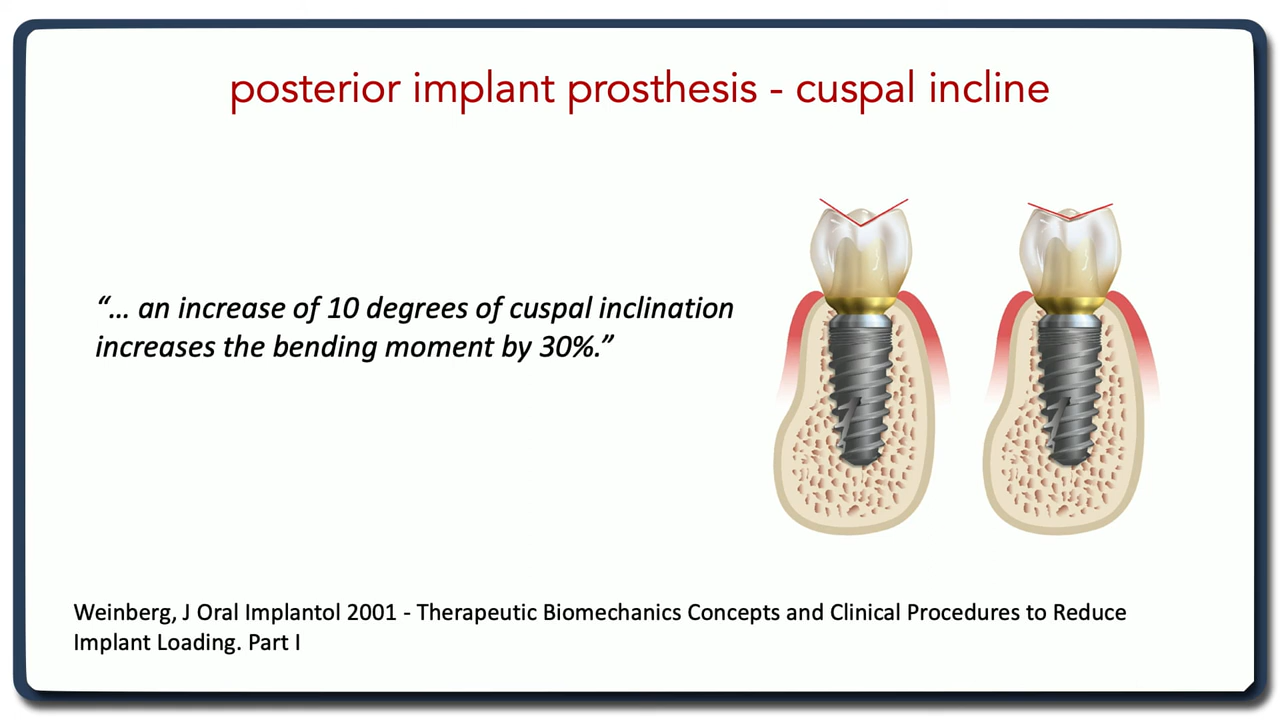 posterior implant prosthesis - cuspal incline
“... an increase of 10 degrees of cuspal inclination
increases the bending moment by 30%.”
Weinberg, J Oral Implantol 2001 - Therapeutic Biomechanics Concepts and Clinical Procedures to Reduce
Implant Loading. Part I